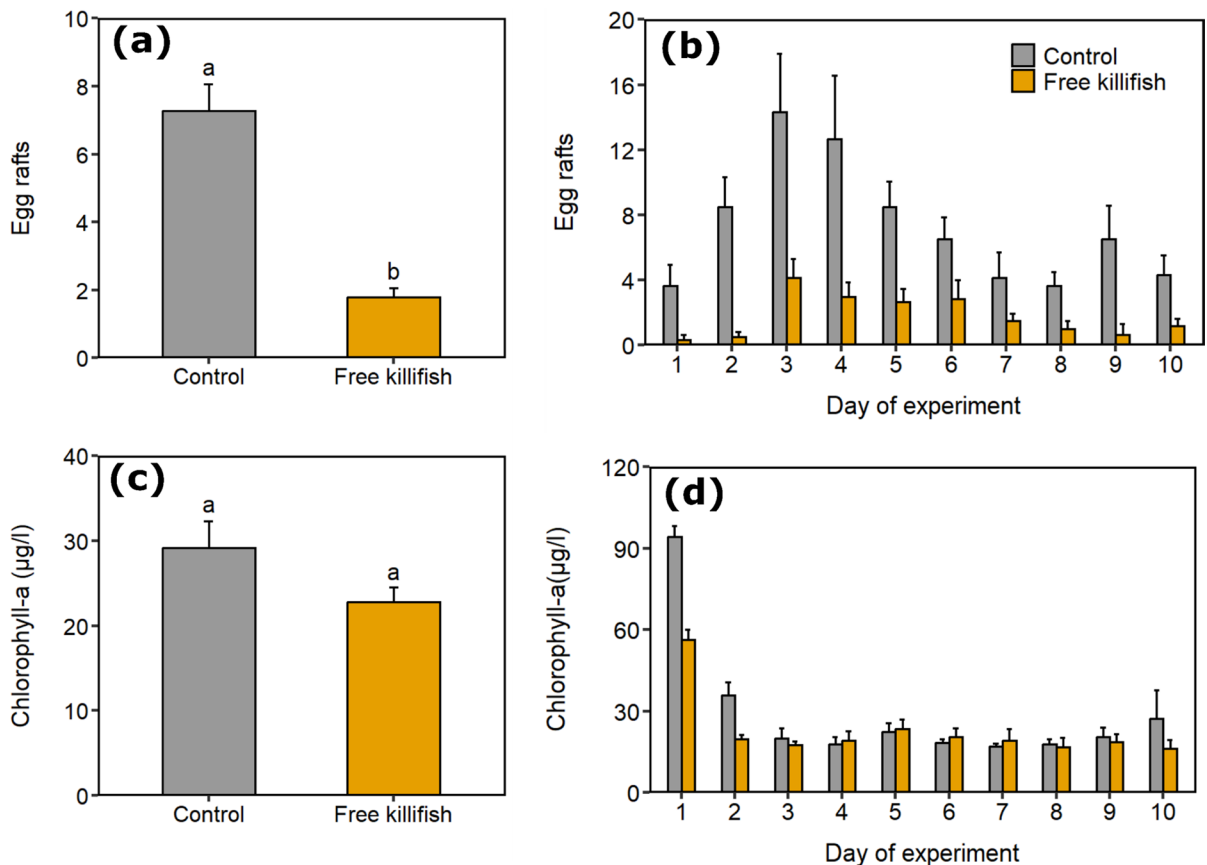 (a)
Egg rafts
10
8
6
4
2
0
a
b
Control
Free killifish
(b)
Egg rafts
20
16
12
8
4
0
Control
Free killifish
1 2 3 4 5 6 7 8 9 10
Day of experiment
(c)
Chlorophyll-a (µg/l)
40
30
20
10
0
a
a
Control
Free killifish
(d)
Chlorophyll-a(µg/l)
120
90
60
30
0
1 2 3 4 5 6 7 8 9 10
Day of experiment